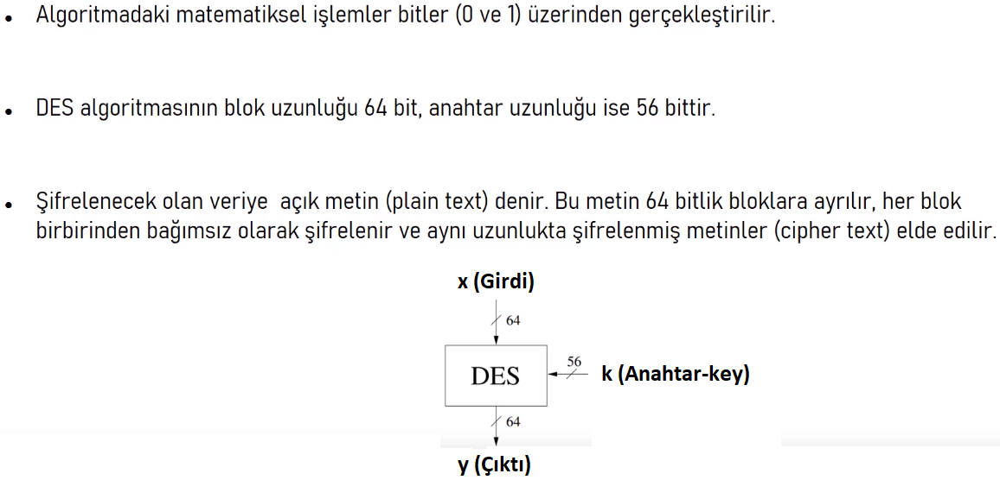 • Algoritmadaki matematiksel işlemler bitler (0 ve 1) üzerinden gerçekleştirilir.
• DES algoritmasının blok uzunluğu 64 bit, anahtar uzunluğu ise 56 bittir.
• Şifrelenecek olan veriye açık metin (plain text) denir. Bu metin 64 bitlik bloklara ayrılır, her blok
birbirinden bağımsız olarak şifrelenir ve aynı uzunlukta şifrelenmiş metinler (cipher text) elde edilir.
x (Girdi)
64
56
DES
k (Anahtar-key)
64
y (Çıktı)